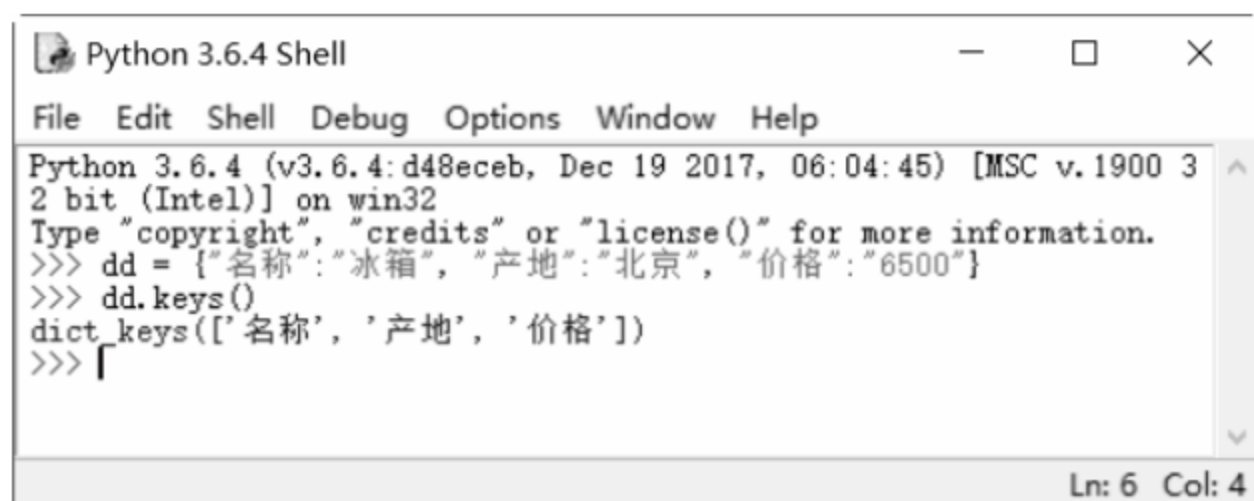 Python 3.6.4 Shell
File Edit Shell Debug Options Window Help
Python 3.6.4 (v3.6.4:d48eceb, Dec 19 2017, 06:04:45) [MSC v.1900 3
2 bit (Intel)] on win32
Type "copyright", "credits" or "license()" for more information.
>>> dd = {"名称":"冰箱", "产地":"北京", "价格":"6500"}
>>> dd.keys()
dict_keys(['名称', '产地', '价格'])
>>>
Ln: 6 Col: 4